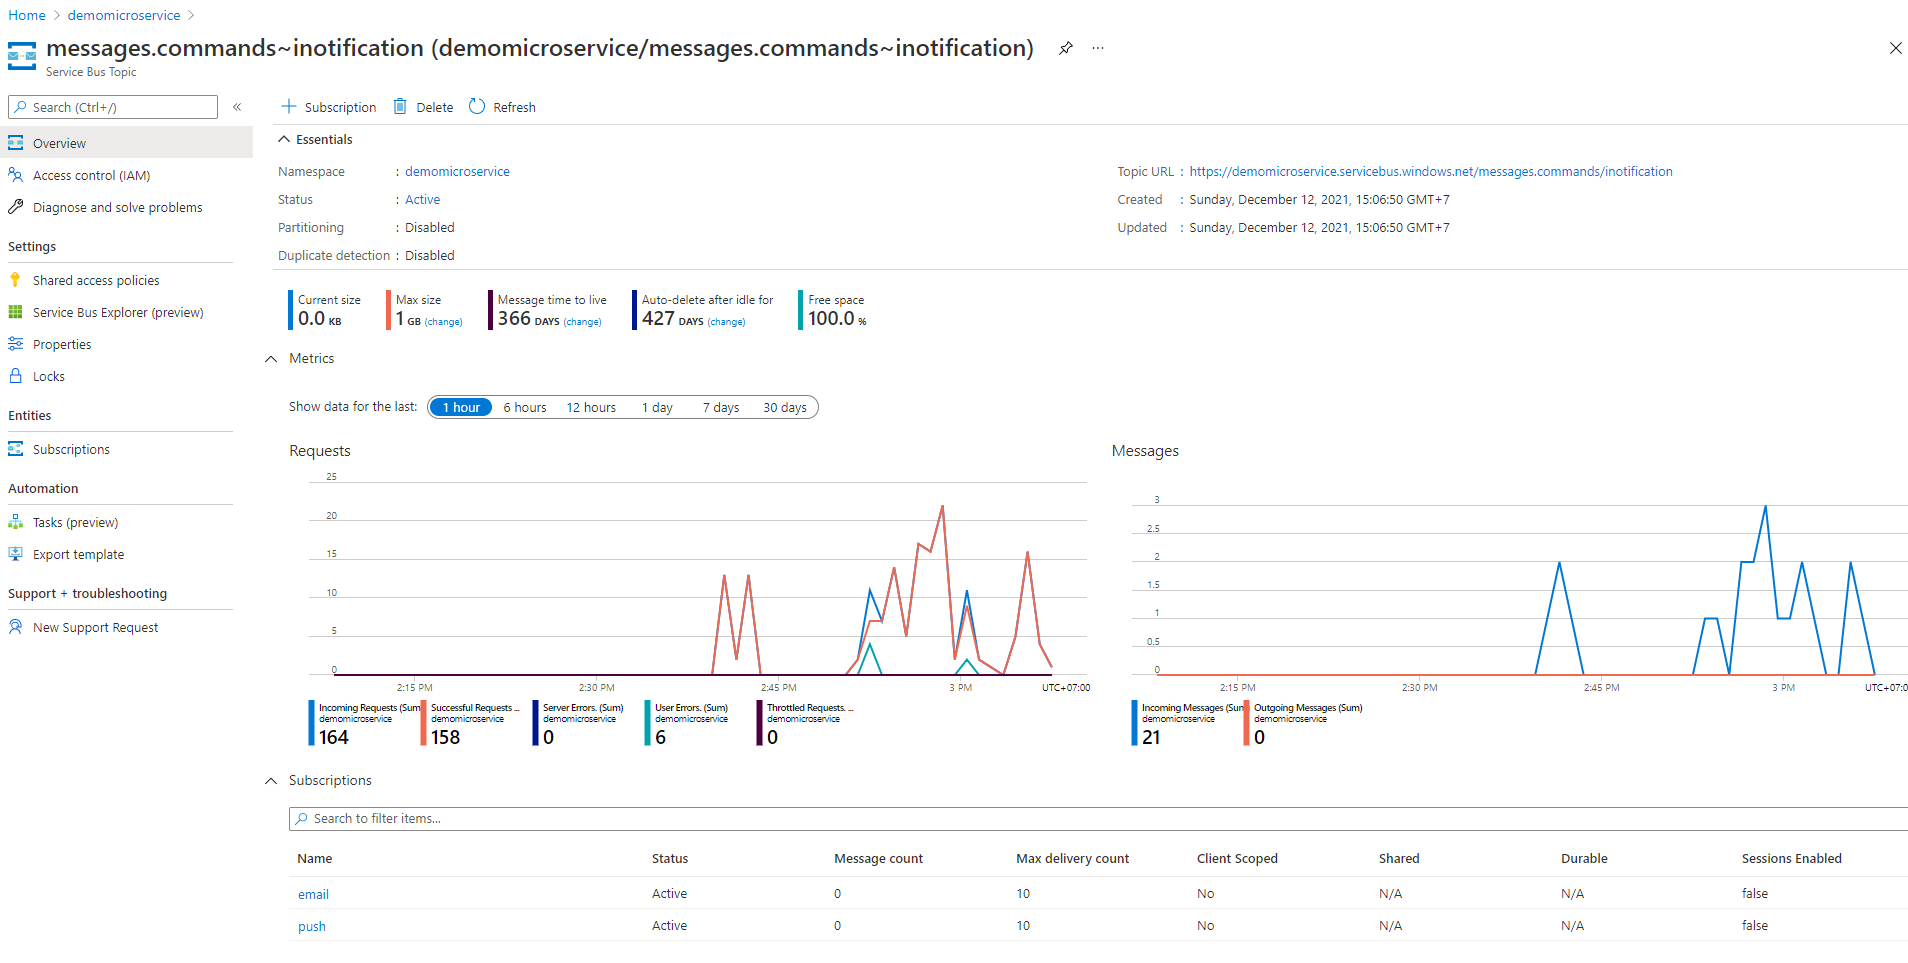 Home > demomicroservice >
messages.commands~inotification (demomicroservice/messages.commands~inotification)
Service Bus Topic
Search (Ctrl+/)
Overview
Access control (IAM)
Diagnose and solve problems
Settings
Shared access policies
Service Bus Explorer (preview)
Properties
Locks
Entities
Subscriptions
Automation
Tasks (preview)
Export template
Support + troubleshooting
New Support Request
Subscription Delete Refresh
Essentials
Namespace : demomicroservice
Status : Active
Partitioning : Disabled
Duplicate detection : Disabled
Topic URL : https://demomicroservice.servicebus.windows.net/messages.commands/inotification
Created : Sunday, December 12, 2021, 15:06:50 GMT+7
Updated : Sunday, December 12, 2021, 15:06:50 GMT+7
Current size
0.0 KB
Max size
1 GB (change)
Message time to live
366 DAYS (change)
Auto-delete after idle for
427 DAYS (change)
Free space
100.0 %
Metrics
Show data for the last: 1 hour 6 hours 12 hours 1 day 7 days 30 days
Requests
25
20
15
10
5
0
2:15 PM 2:30 PM 2:45 PM 3 PM UTC+07:00
Incoming Requests (Sum
demomicroservice
164
Successful Requests ...
demomicroservice
158
Server Errors. (Sum)
demomicroservice
0
User Errors. (Sum)
demomicroservice
6
Throttled Requests. ...
demomicroservice
0
Messages
3
2.5
2
1.5
1
0.5
0
2:15 PM 2:30 PM 2:45 PM 3 PM UTC+07:0
Incoming Messages (Sum
demomicroservice
21
Outgoing Messages (Sum)
demomicroservice
0
Subscriptions
Search to filter items...
Name Status Message count Max delivery count Client Scoped Shared Durable Sessions Enabled
email Active 0 10 No N/A N/A false
push Active 0 10 No N/A N/A false